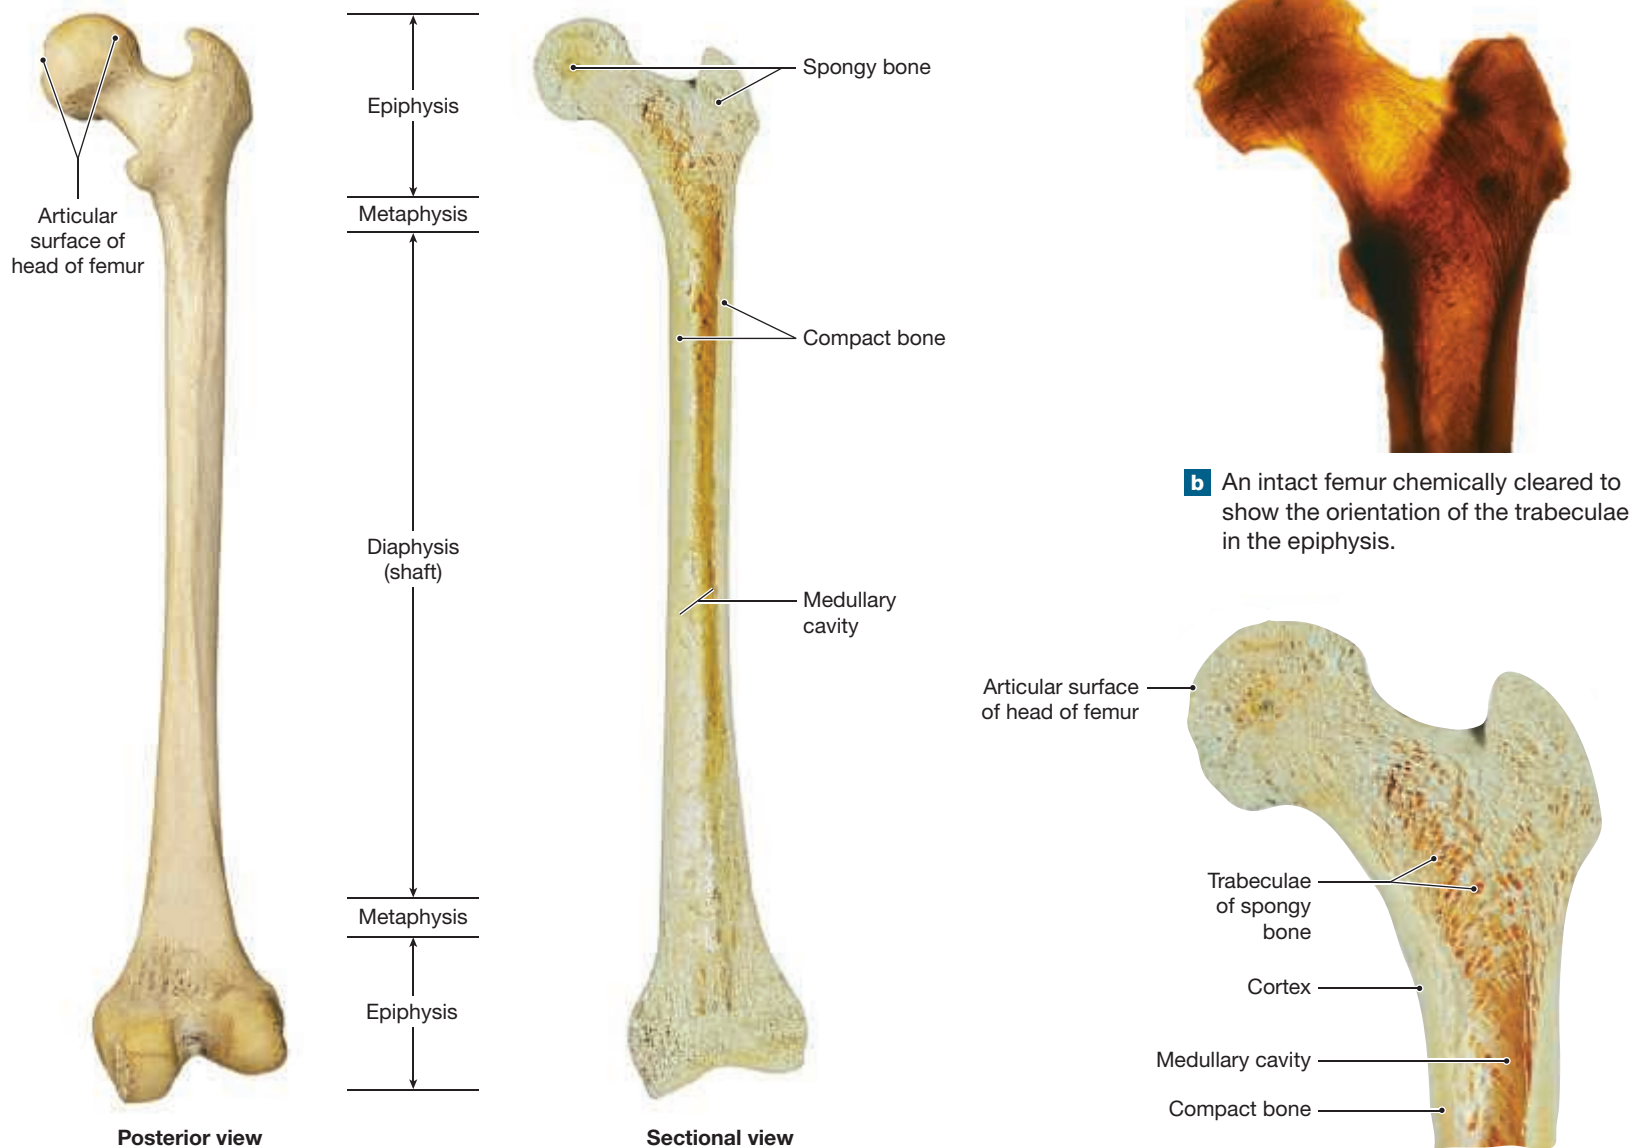 Articular
surface of
head of femur
Posterior view
Epiphysis
Metaphysis
Diaphysis
(shaft)
Metaphysis
Epiphysis
Spongy bone
Compact bone
Medullary
cavity
Sectional view
b An intact femur chemically cleared to
show the orientation of the trabeculae
in the epiphysis.
Articular surface
of head of femur
Trabeculae
of spongy
bone
Cortex
Medullary cavity
Compact bone